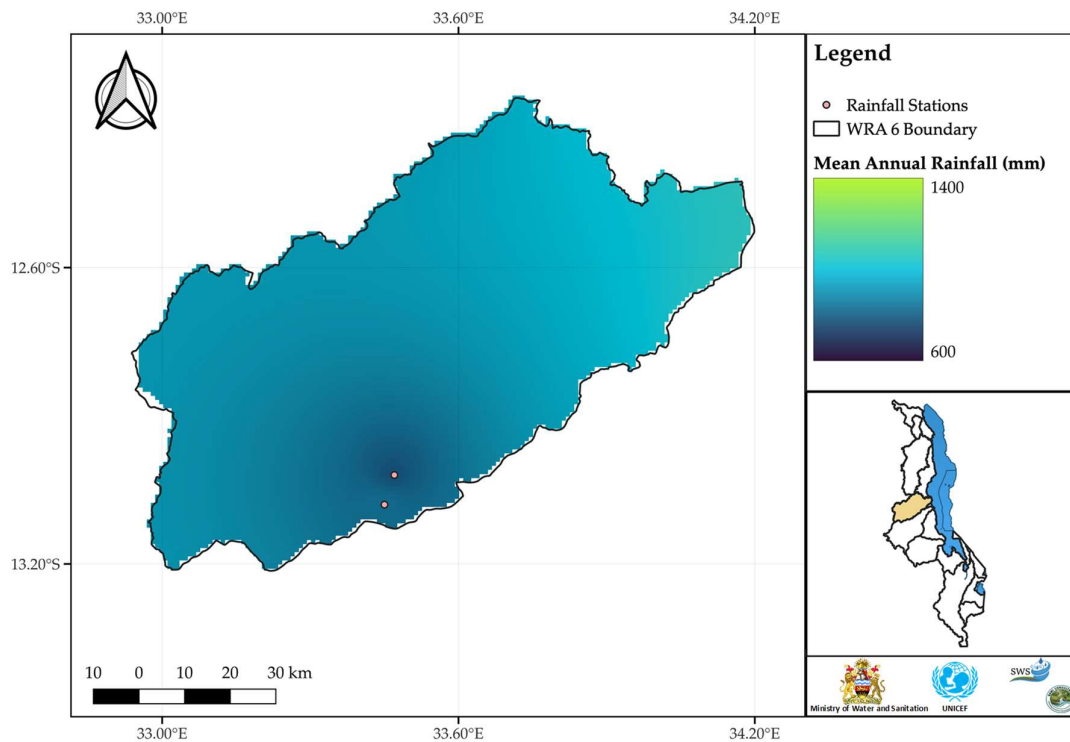 33.00°E
33.60°E
34.20°E
12.60°S
13.20°S
10 0 10 20 30 km
33.00°E
33.60°E
34.20°E
Legend
Rainfall Stations
WRA 6 Boundary
Mean Annual Rainfall (mm)
1400
600
SWS
Ministry of Water and Sanitation
UNICEF